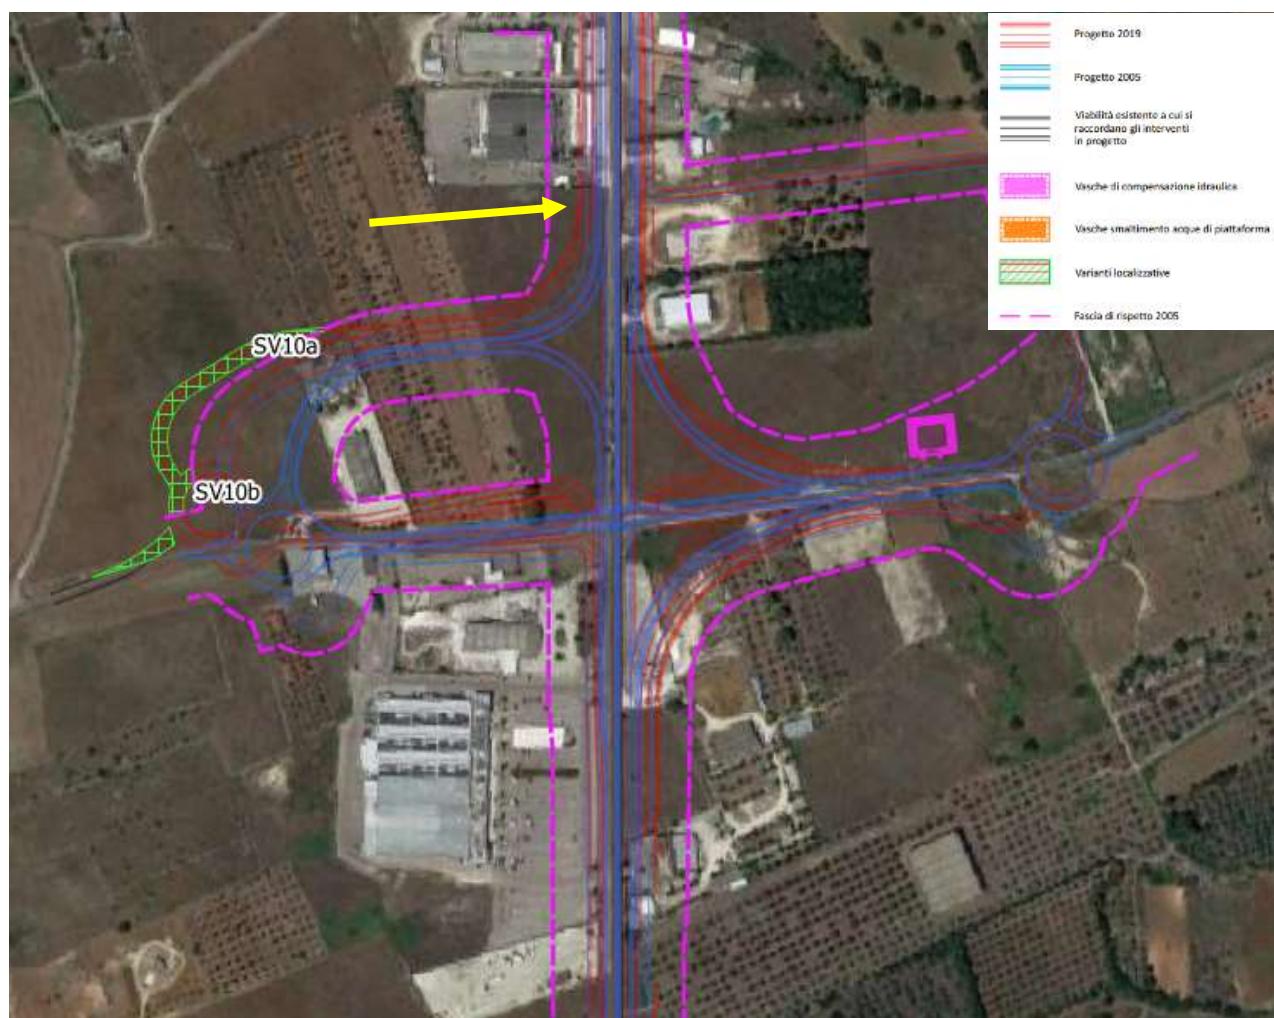 Progetto 2019
Progetto 2005
Viabilità esistente a cui si
raccordano gli interventi
in progetto
Vasche di compensazione idraulica
Vasche smaltimento acque di piattaforma
Varianti localizzative
Fascia di rispetto 2005
SV10a
SV10b